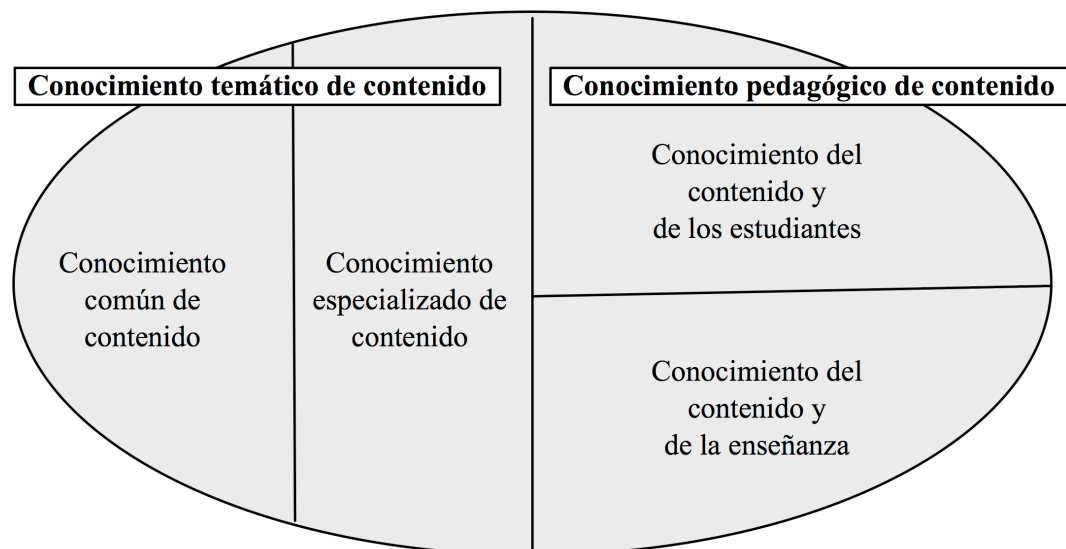 Conocimiento temático de contenido
Conocimiento pedagógico de contenido
Conocimiento
común de
contenido
Conocimiento
especializado de
contenido
Conocimiento del
contenido y
de los estudiantes
Conocimiento del
contenido y
de la enseñanza